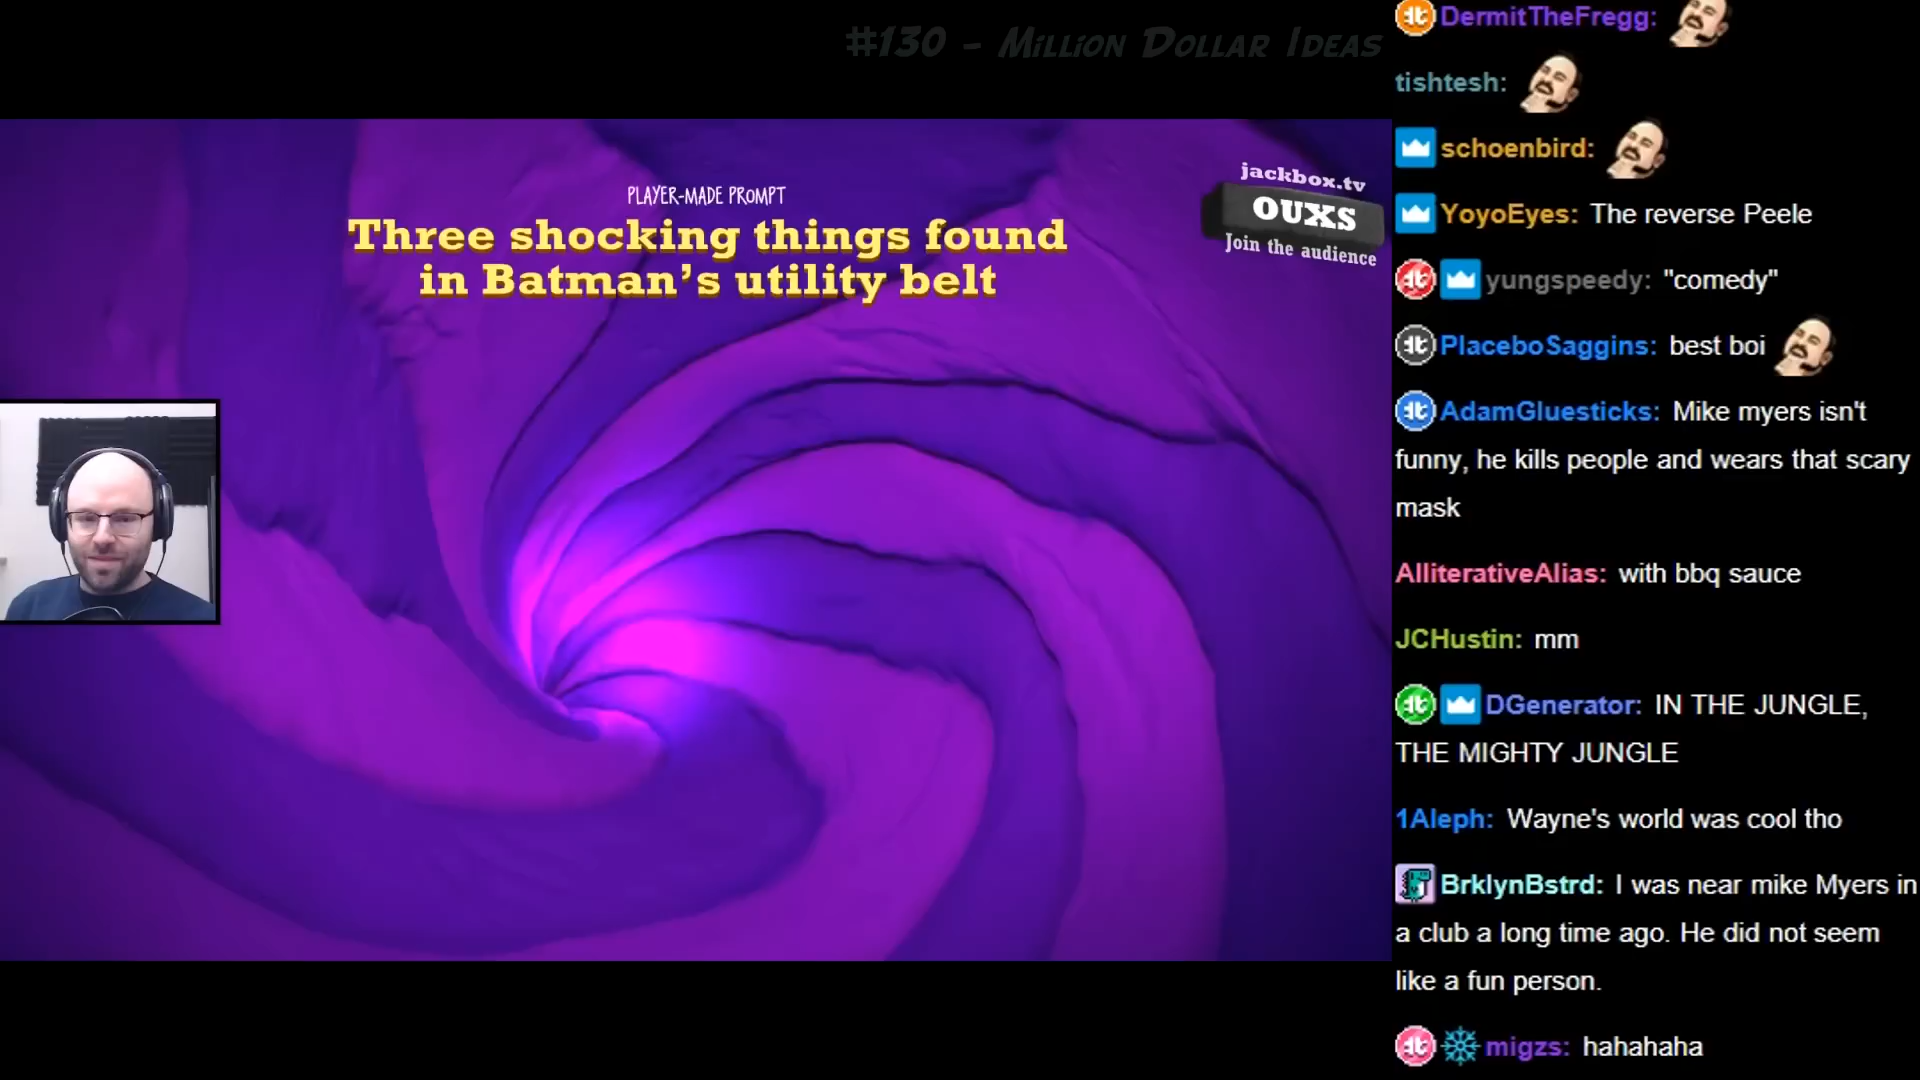 #130 - Million Dollar Ideas
PLAYER-MADE PROMPT
Three shocking things found
in Batman's utility belt
jackbox.tv
OUXS
Join the audience
DermitTheFregg:
tishtesh:
schoenbird:
YoyoEyes: The reverse Peele
yungspeedy: "comedy"
PlaceboSaggins: best boi
AdamGluesticks: Mike myers isn't
funny, he kills people and wears that scary
mask
AlliterativeAlias: with bbq sauce
JCHustin: mm
DGenerator: IN THE JUNGLE,
THE MIGHTY JUNGLE
1Aleph: Wayne's world was cool tho
BrklynBstrd: I was near mike Myers in
a club a long time ago. He did not seem
like a fun person.
migzs: hahahaha